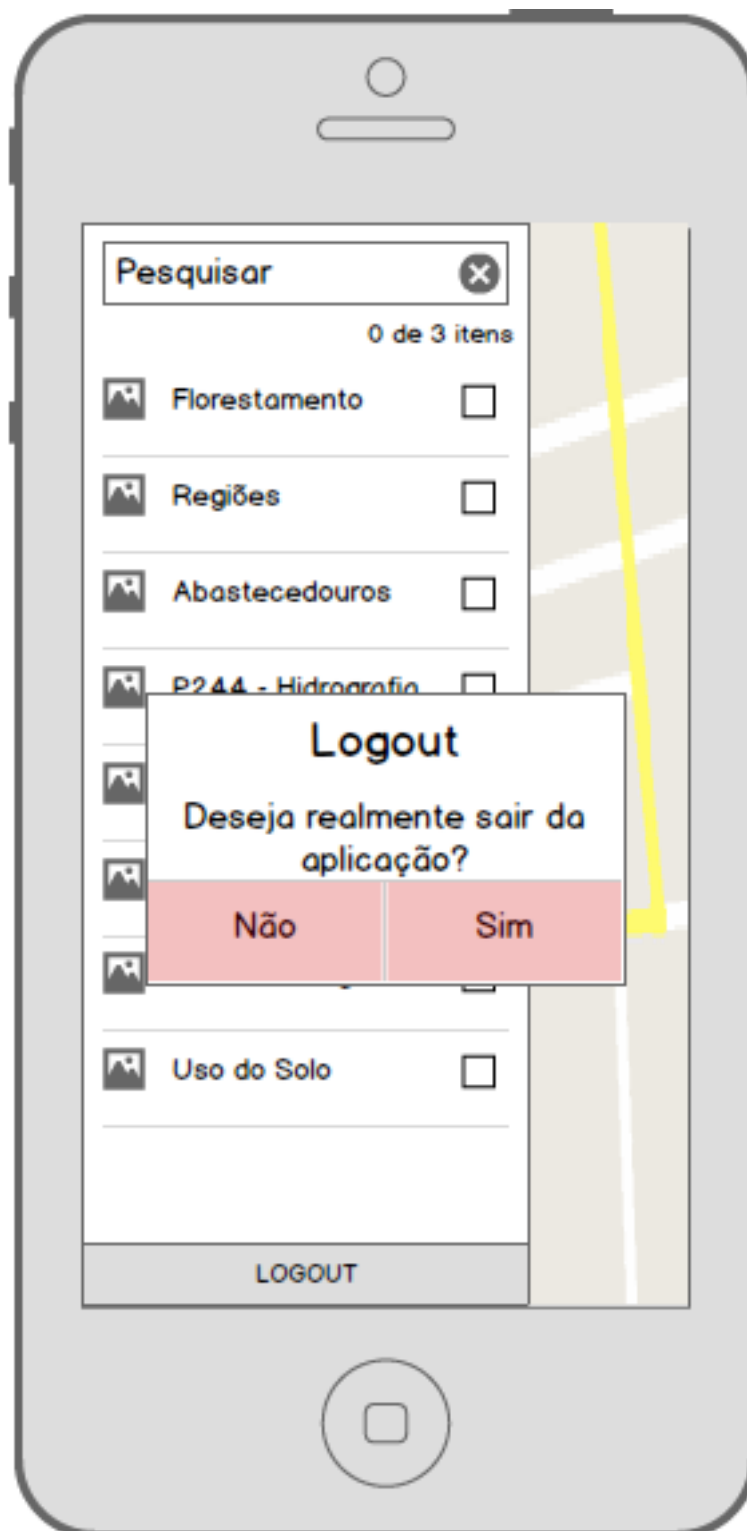 Pesquisar
0 de 3 itens
Florestamento
Regiões
Abastecedouros
P244 - Hidrografia
Logout
Deseja realmente sair da
aplicação?
Não
Sim
Uso do Solo
LOGOUT